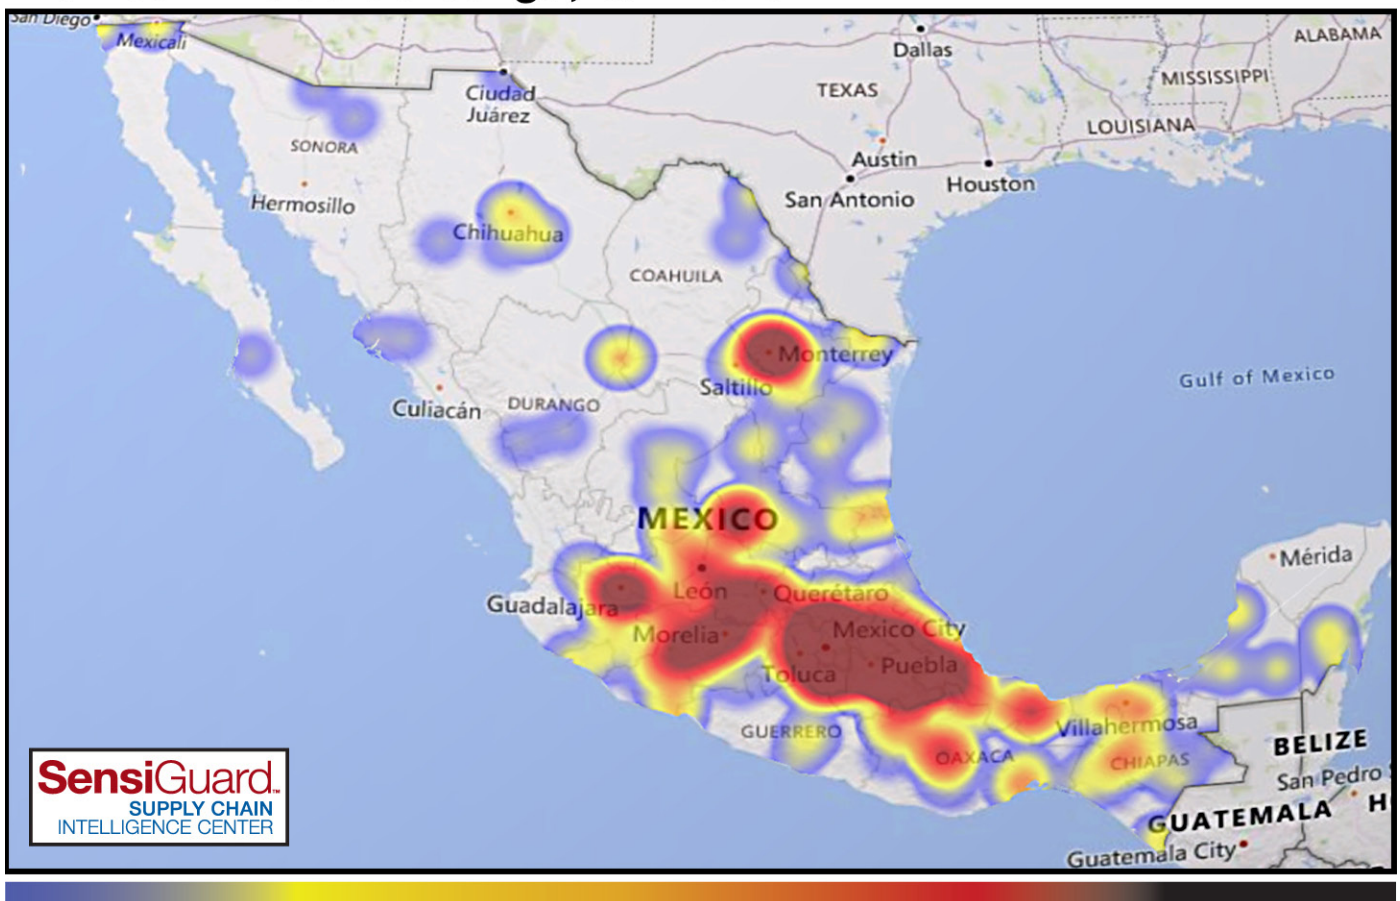 San Diego
Mexicali
Ciudad
Juárez
Dallas
ALABAMA
TEXAS
MISSISSIPPI
LOUISIANA
SONORA
Austin
Hermosillo
San Antonio
Houston
Chihuahua
COAHUILA
Monterrey
Saltillo
Culiacán
DURANGO
Gulf of Mexico
MEXICO
Mérida
León
Querétaro
Guadalajara
Morelia
Mexico City
Toluca
Puebla
GUERRERO
Villahermosa
OAXACA
CHIAPAS
BELIZE
San Pedro
GUATEMALA
H
Guatemala City
SensiGuard™
SUPPLY CHAIN
INTELLIGENCE CENTER